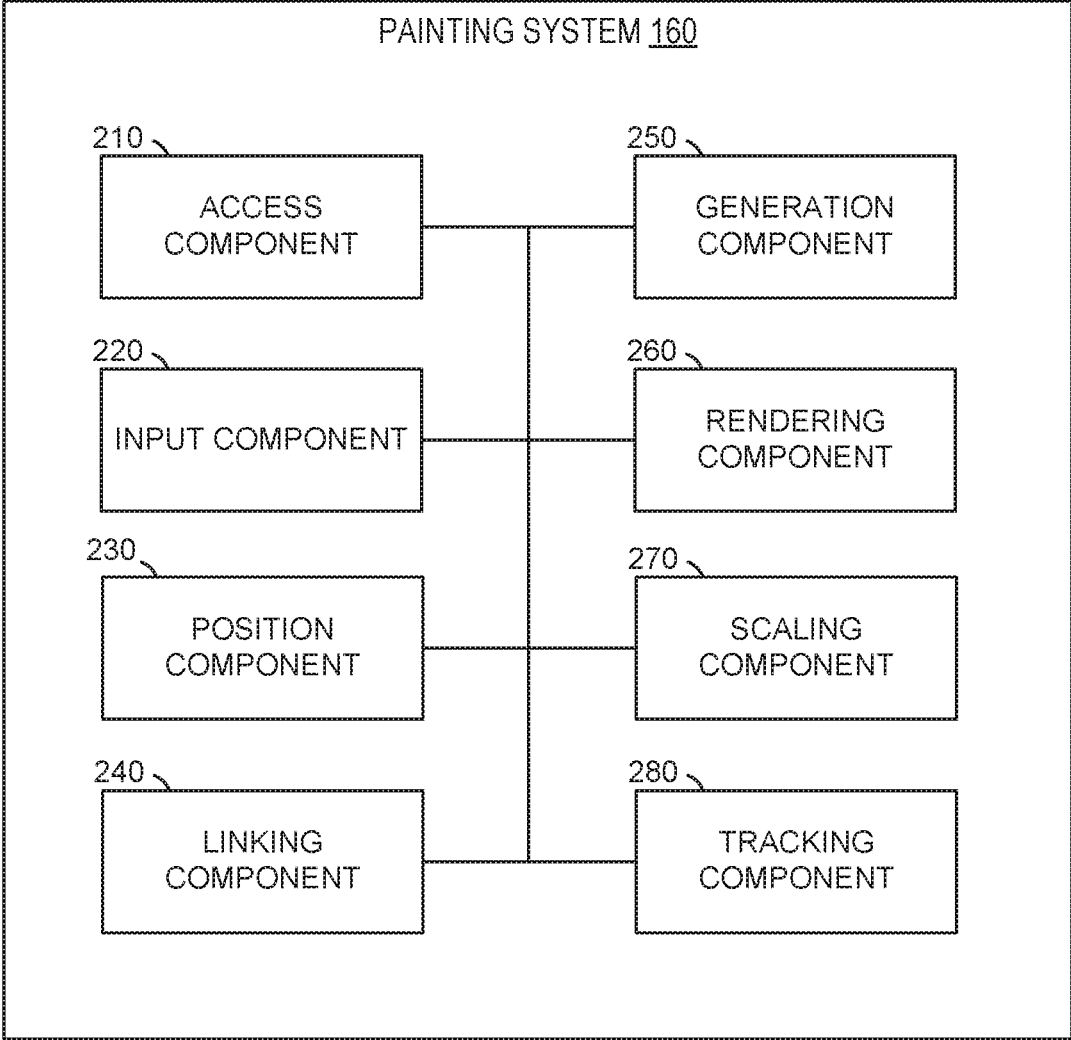 PAINTING SYSTEM 160
210
ACCESS
COMPONENT
220
INPUT COMPONENT
230
POSITION
COMPONENT
240
LINKING
COMPONENT
250
GENERATION
COMPONENT
260
RENDERING
COMPONENT
270
SCALING
COMPONENT
280
TRACKING
COMPONENT